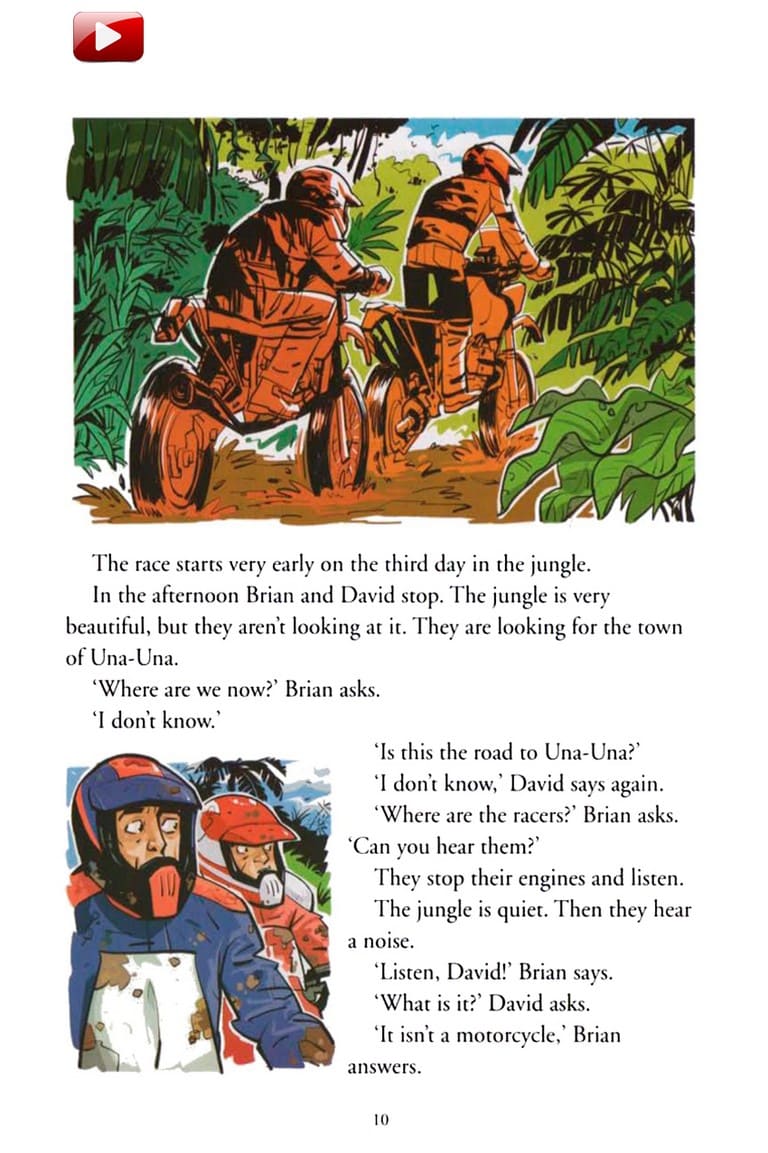 The race starts very early on the third day in the jungle.
In the afternoon Brian and David stop. The jungle is very
beautiful, but they aren't looking at it. They are looking for the town
of Una-Una.
‘Where are we now?’ Brian asks.
‘I don't know.’
‘Is this the road to Una-Una?’
‘I don't know,’ David says again.
‘Where are the racers?’ Brian asks.
‘Can you hear them?’
They stop their engines and listen.
The jungle is quiet. Then they hear
a noise.
‘Listen, David!’ Brian says.
‘What is it?’ David asks.
‘It isn't a motorcycle,’ Brian
answers.
10